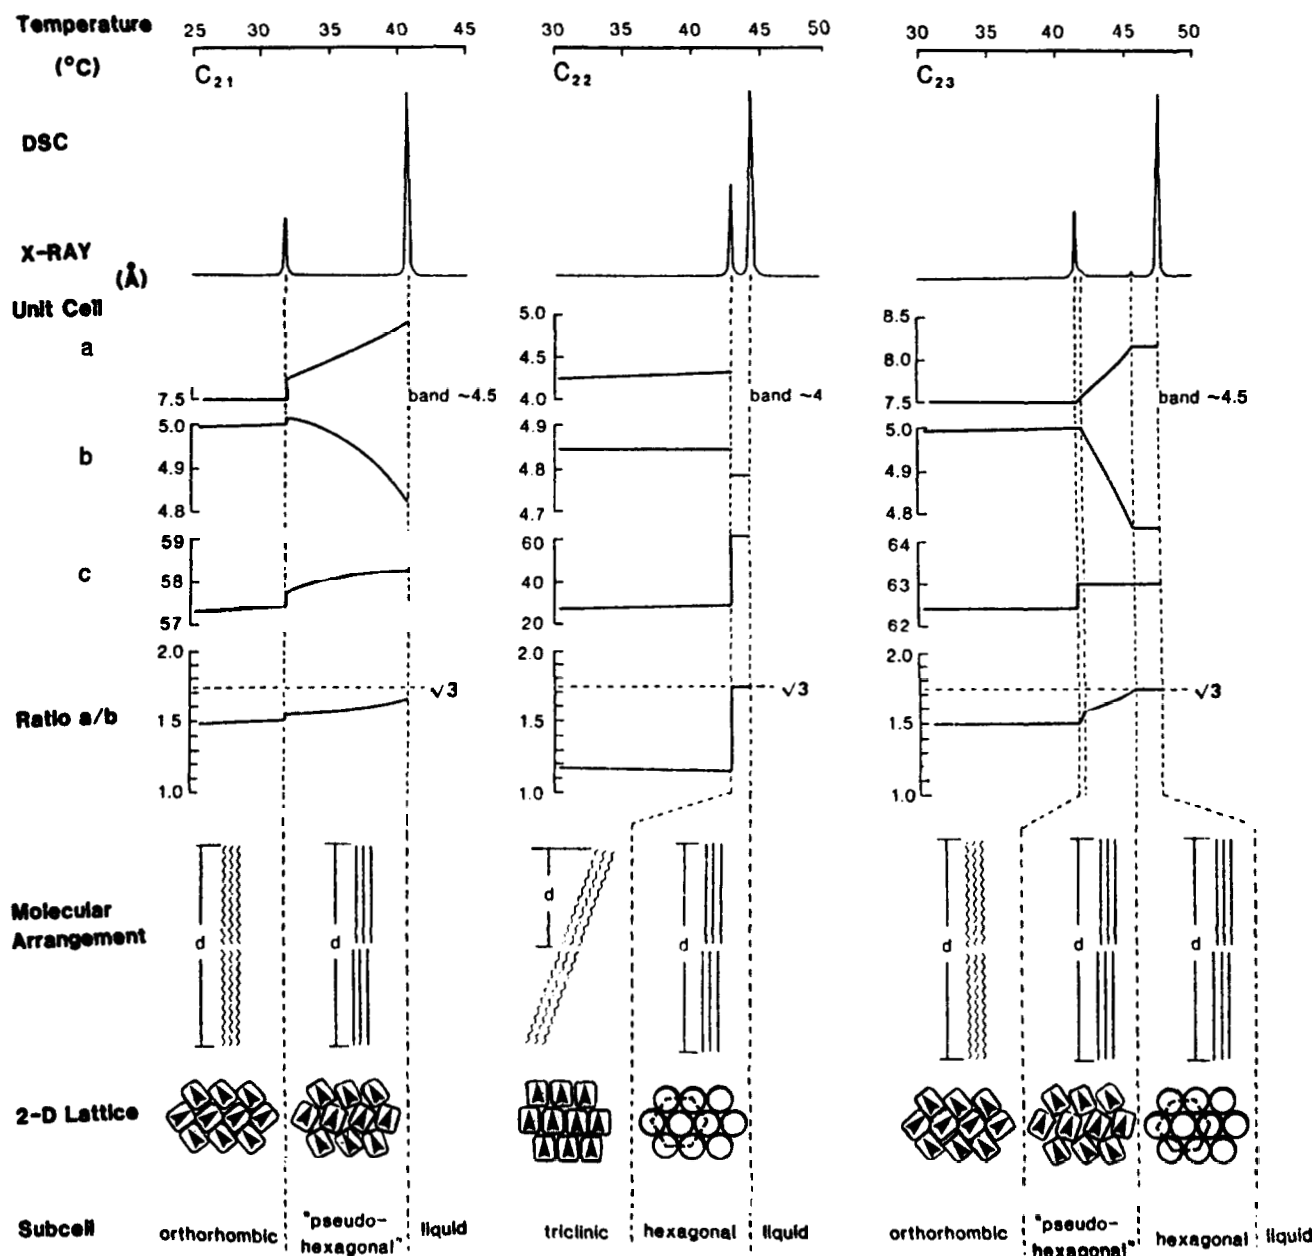 Temperature
(°C)
25 30 35 40 45
30 35 40 45 50
30 35 40 45 50
C21
C22
C23
DSC
X-RAY
(Å)
Unit Cell
a
7.5
band ~4.5
5.0
4.5
4.0
band ~4
8.5
8.0
7.5
band ~4.5
b
5.0
4.9
4.8
4.9
4.8
4.7
5.0
4.9
4.8
c
59
58
57
60
40
20
64
63
62
Ratio a/b
2.0
1.5
1.0
√3
2.0
1.5
1.0
√3
2.0
1.5
1.0
√3
Molecular
Arrangement
d
d
d
d
d
d
d
2-D Lattice
Subcell
orthorhombic
"pseudo-
hexagonal"
liquid
triclinic
hexagonal
liquid
orthorhombic
"pseudo-
hexagonal"
hexagonal
liquid